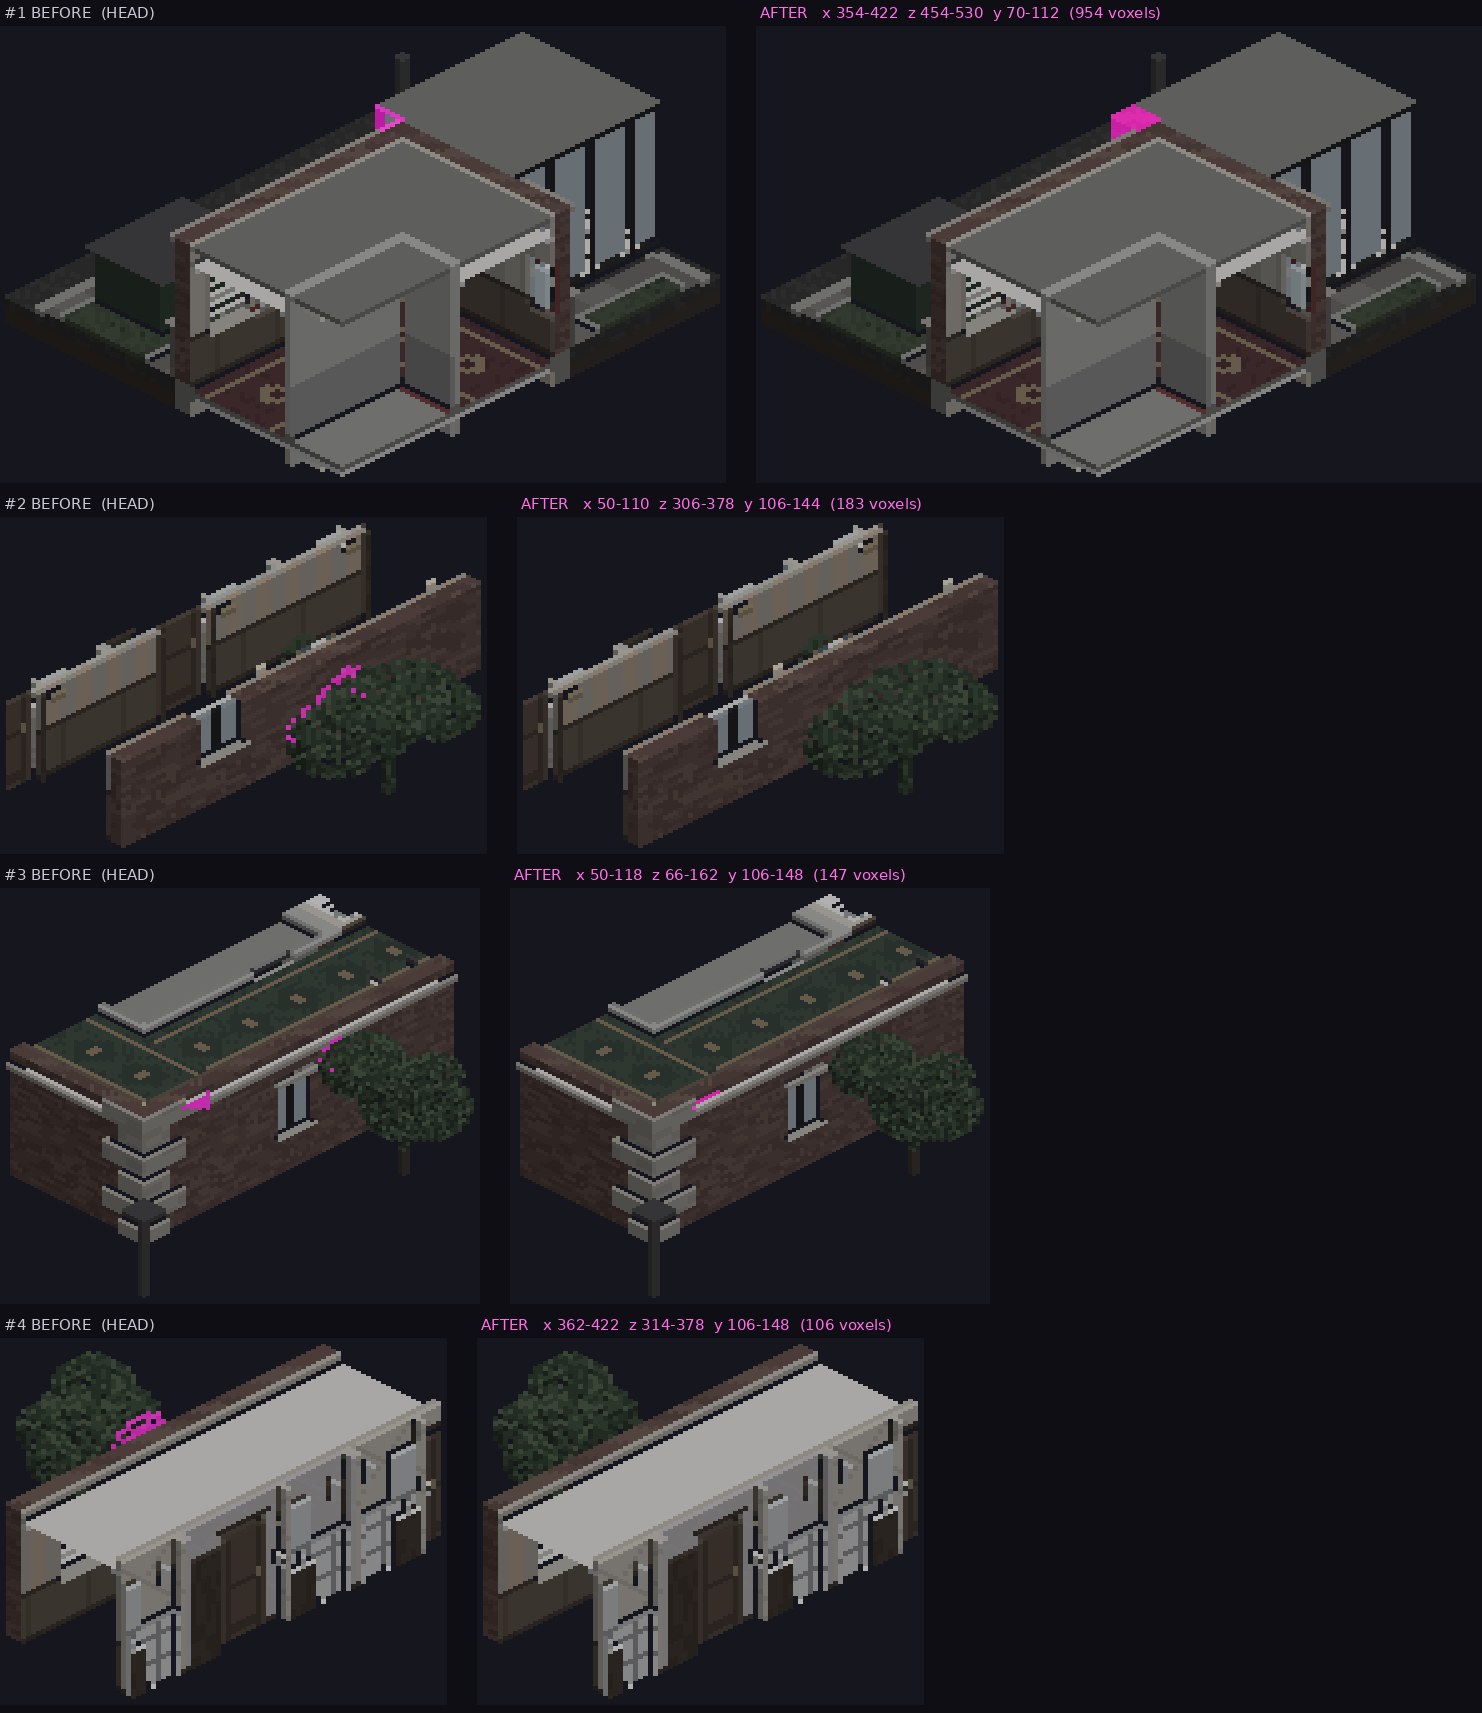 #1 BEFORE (HEAD)
AFTER x 354-422 z 454-530 y 70-112 (954 voxels)
#2 BEFORE (HEAD)
AFTER x 50-110 z 306-378 y 106-144 (183 voxels)
#3 BEFORE (HEAD)
AFTER x 50-118 z 66-162 y 106-148 (147 voxels)
#4 BEFORE (HEAD)
AFTER x 362-422 z 314-378 y 106-148 (106 voxels)